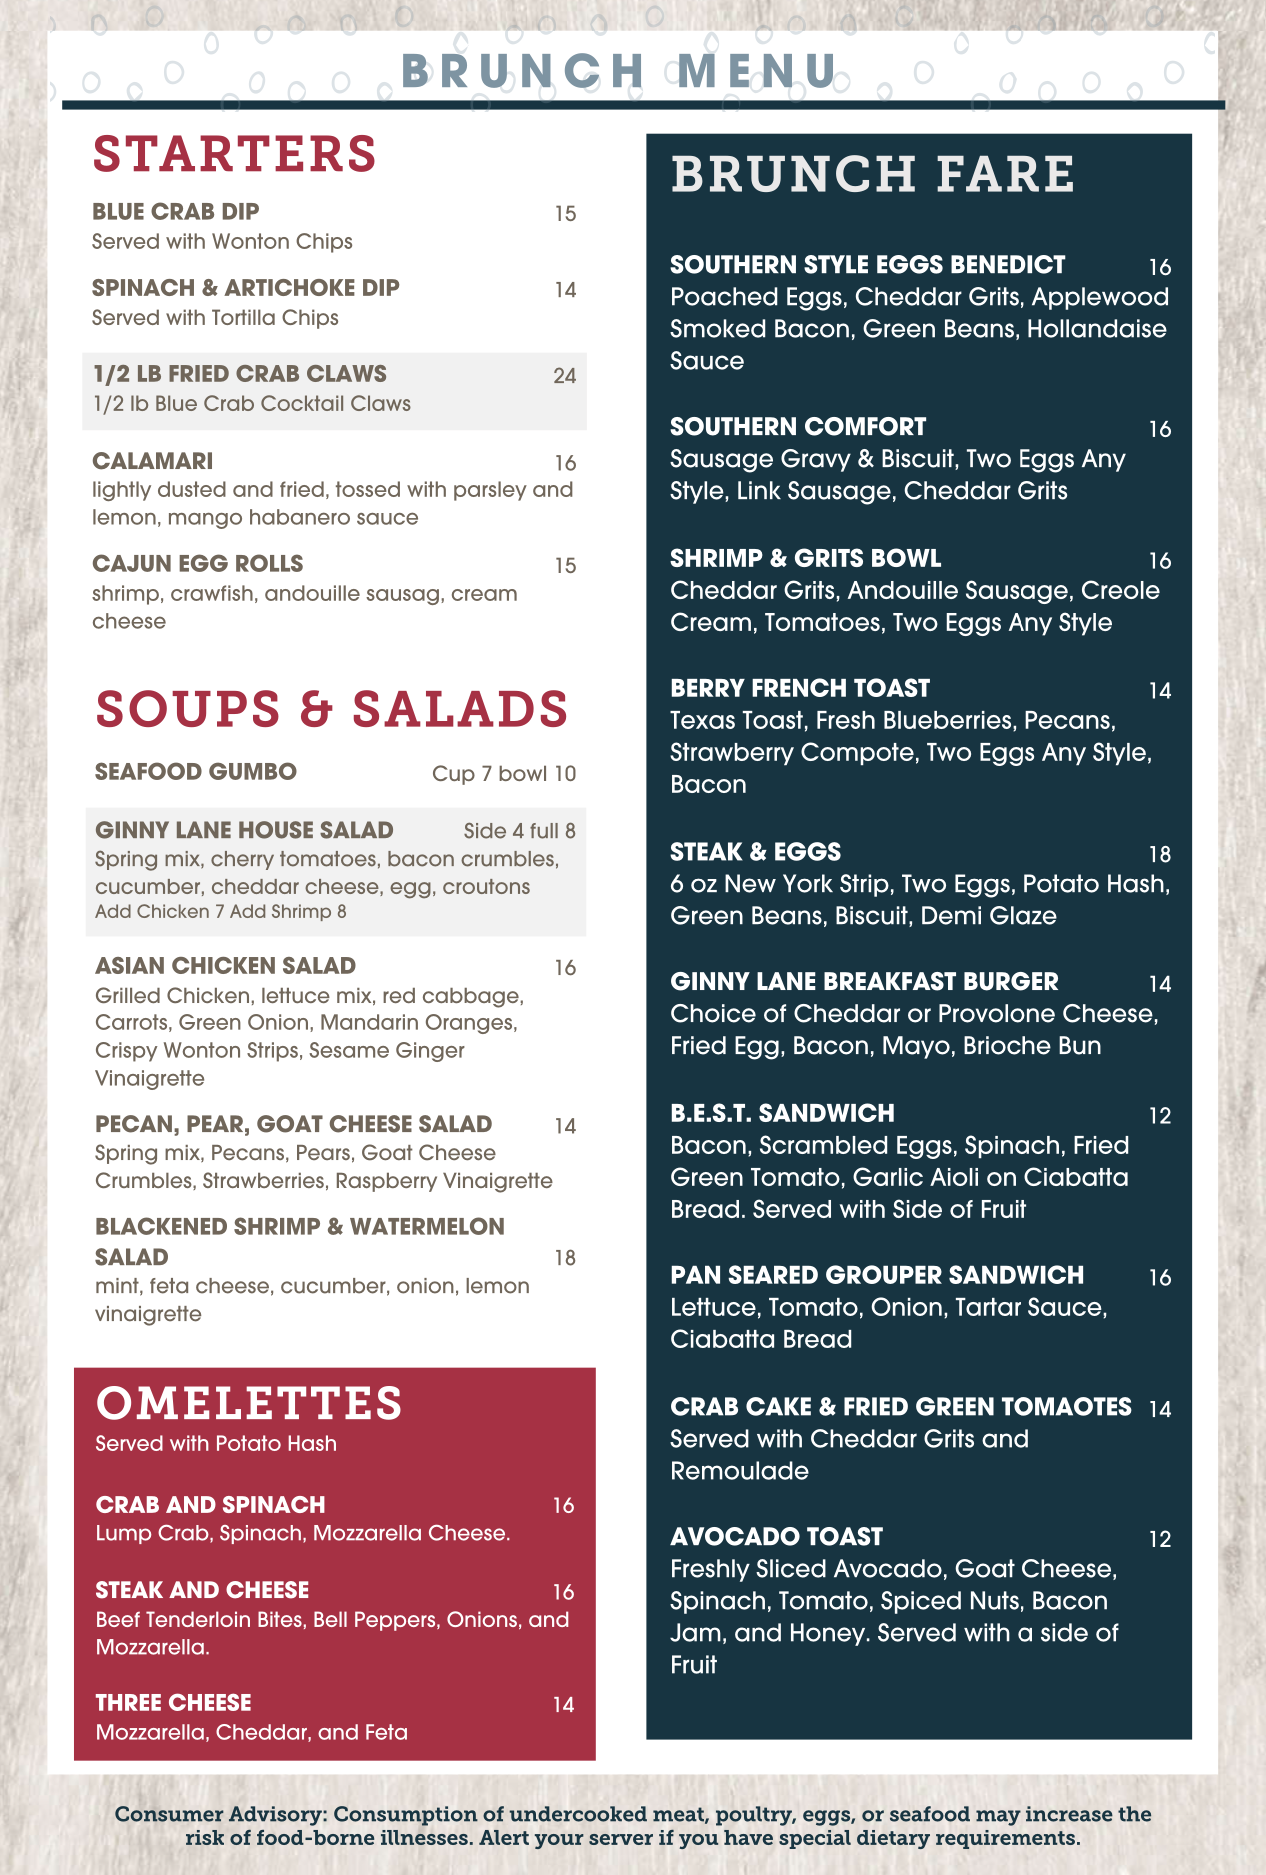 BRUNCH MENU
STARTERS
BLUE CRAB DIP 15
Served with Wonton Chips
SPINACH & ARTICHOKE DIP 14
Served with Tortilla Chips
1/2 LB FRIED CRAB CLAWS 24
1/2 lb Blue Crab Cocktail Claws
CALAMARI 16
lightly dusted and fried, tossed with parsley and
lemon, mango habanero sauce
CAJUN EGG ROLLS 15
shrimp, crawfish, andouille sausag, cream
cheese
SOUPS & SALADS
SEAFOOD GUMBO Cup 7 bowl 10
GINNY LANE HOUSE SALAD Side 4 full 8
Spring mix, cherry tomatoes, bacon crumbles,
cucumber, cheddar cheese, egg, croutons
Add Chicken 7 Add Shrimp 8
ASIAN CHICKEN SALAD 16
Grilled Chicken, lettuce mix, red cabbage,
Carrots, Green Onion, Mandarin Oranges,
Crispy Wonton Strips, Sesame Ginger
Vinaigrette
PECAN, PEAR, GOAT CHEESE SALAD 14
Spring mix, Pecans, Pears, Goat Cheese
Crumbles, Strawberries, Raspberry Vinaigrette
BLACKENED SHRIMP & WATERMELON
SALAD 18
mint, feta cheese, cucumber, onion, lemon
vinaigrette
OMELETTES
Served with Potato Hash
CRAB AND SPINACH 16
Lump Crab, Spinach, Mozzarella Cheese.
STEAK AND CHEESE 16
Beef Tenderloin Bites, Bell Peppers, Onions, and
Mozzarella.
THREE CHEESE 14
Mozzarella, Cheddar, and Feta
BRUNCH FARE
SOUTHERN STYLE EGGS BENEDICT 16
Poached Eggs, Cheddar Grits, Applewood
Smoked Bacon, Green Beans, Hollandaise
Sauce
SOUTHERN COMFORT 16
Sausage Gravy & Biscuit, Two Eggs Any
Style, Link Sausage, Cheddar Grits
SHRIMP & GRITS BOWL 16
Cheddar Grits, Andouille Sausage, Creole
Cream, Tomatoes, Two Eggs Any Style
BERRY FRENCH TOAST 14
Texas Toast, Fresh Blueberries, Pecans,
Strawberry Compote, Two Eggs Any Style,
Bacon
STEAK & EGGS 18
6 oz New York Strip, Two Eggs, Potato Hash,
Green Beans, Biscuit, Demi Glaze
GINNY LANE BREAKFAST BURGER 14
Choice of Cheddar or Provolone Cheese,
Fried Egg, Bacon, Mayo, Brioche Bun
B.E.S.T. SANDWICH 12
Bacon, Scrambled Eggs, Spinach, Fried
Green Tomato, Garlic Aioli on Ciabatta
Bread. Served with Side of Fruit
PAN SEARED GROUPER SANDWICH 16
Lettuce, Tomato, Onion, Tartar Sauce,
Ciabatta Bread
CRAB CAKE & FRIED GREEN TOMAOTES 14
Served with Cheddar Grits and
Remoulade
AVOCADO TOAST 12
Freshly Sliced Avocado, Goat Cheese,
Spinach, Tomato, Spiced Nuts, Bacon
Jam, and Honey. Served with a side of
Fruit
Consumer Advisory: Consumption of undercooked meat, poultry, eggs, or seafood may increase the
risk of food-borne illnesses. Alert your server if you have special dietary requirements.